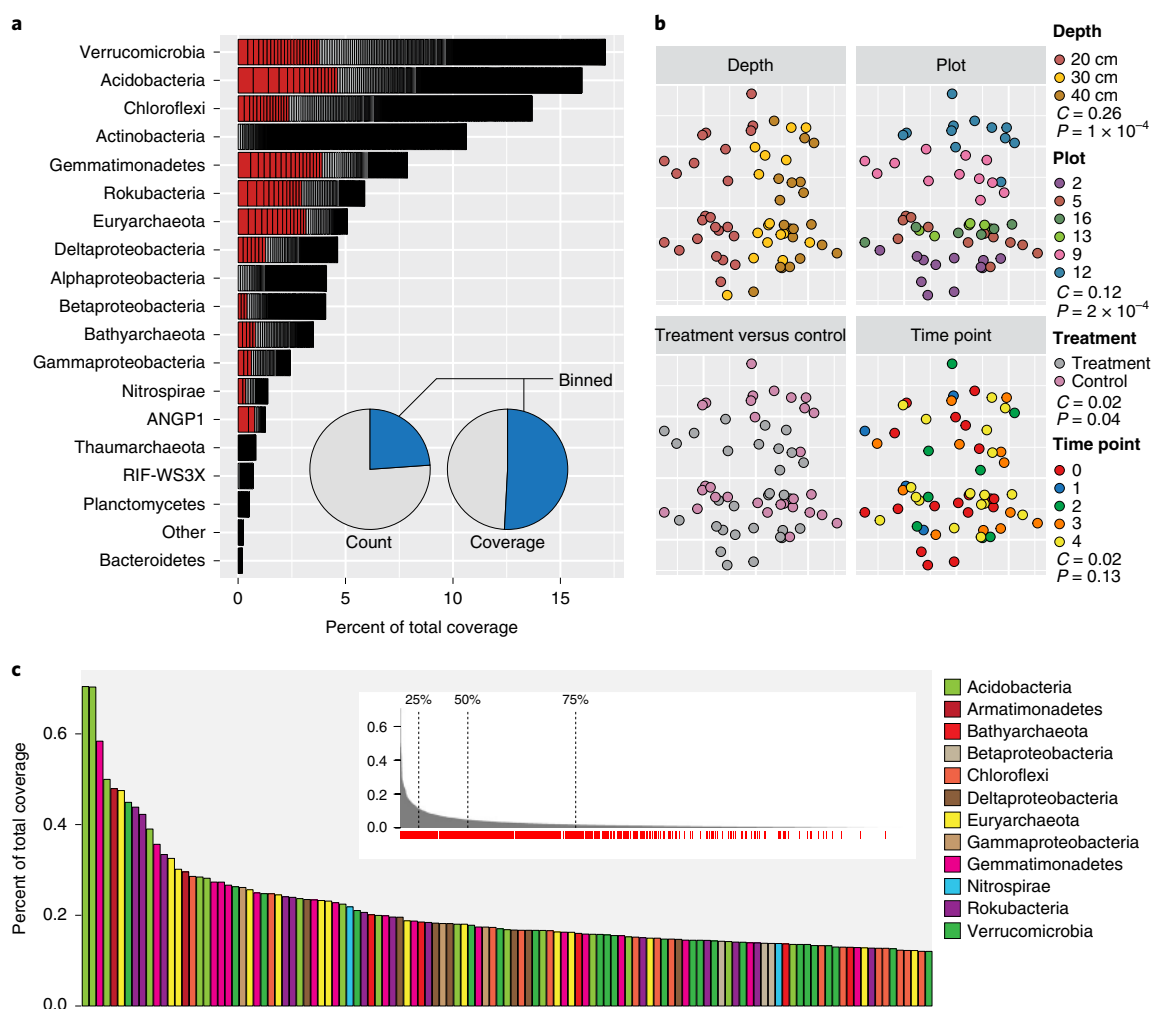 a
Verrucomicrobia
Acidobacteria
Chloroflexi
Actinobacteria
Gemmatimonadetes
Rokubacteria
Euryarchaeota
Deltaproteobacteria
Alphaproteobacteria
Betaproteobacteria
Bathyarchaeota
Gammaproteobacteria
Nitrospirae
ANGP1
Thaumarchaeota
RIF-WS3X
Planctomycetes
Other
Bacteroidetes
Binned
Count
Coverage
0 5 10 15
Percent of total coverage
b
Depth
Plot
Treatment versus control
Time point
Depth
20 cm
30 cm
40 cm
C = 0.26
P = 1 × 10⁻⁴
Plot
2
5
16
13
9
12
C = 0.12
P = 2 × 10⁻⁴
Treatment
Treatment
Control
C = 0.02
P = 0.04
Time point
0
1
2
3
4
C = 0.02
P = 0.13
c
Percent of total coverage
0.6
0.4
0.2
0.0
25% 50% 75%
0.6
0.4
0.2
0.0
Acidobacteria
Armatimonadetes
Bathyarchaeota
Betaproteobacteria
Chloroflexi
Deltaproteobacteria
Euryarchaeota
Gammaproteobacteria
Gemmatimonadetes
Nitrospirae
Rokubacteria
Verrucomicrobia